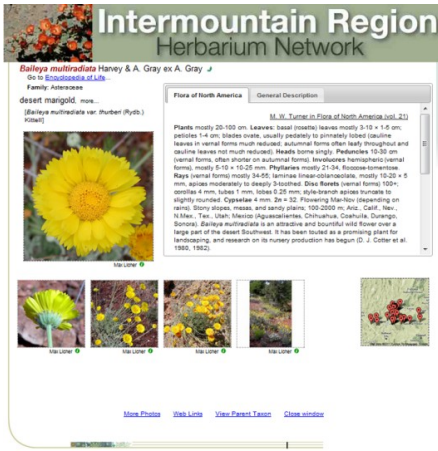 Intermountain Region
Herbarium Network
Baileya multiradiata Harvey & A. Gray ex A. Gray
Go to Encyclopedia of Life...
Family: Asteraceae
desert marigold, more...
[Baileya multiradiata var. thurberi (Rydb.)
Kittell]
Max Licher
Flora of North America
General Description
M. W. Turner in Flora of North America (vol. 21)
Plants mostly 20-100 cm. Leaves: basal (rosette) leaves mostly 3-10 × 1-5 cm;
petioles 1-4 cm; blades ovate, usually pedately to pinnately lobed (cauline
leaves in vernal forms much reduced; autumnal forms often leafy throughout and
cauline leaves not much reduced). Heads borne singly. Peduncles 10-30 cm
(vernal forms, often shorter on autumnal forms). Involucres hemispheric (vernal
forms), mostly 5-10 × 10-25 mm. Phyllaries mostly 21-34, floccose-tomentose.
Rays (vernal forms) mostly 34-55; laminae linear-oblanceolate, mostly 10-20 × 5
mm, apices moderately to deeply 3-toothed. Disc florets (vernal forms) 100+;
corollas 4 mm, tubes 1 mm, lobes 0.25 mm; style-branch apices truncate to
slightly rounded. Cypselae 4 mm. 2n = 32. Flowering Mar-Nov (depending on
rains). Stony slopes, mesas, and sandy plains; 100-2000 m; Ariz., Calif., Nev.,
N.Mex., Tex., Utah; Mexico (Aguascalientes, Chihuahua, Coahuila, Durango,
Sonora). Baileya multiradiata is an attractive and bountiful wild flower over a
large part of the desert Southwest. It has been touted as a promising plant for
landscaping, and research on its nursery production has begun (D. J. Cotter et al.
1980, 1982).
Max Licher
Max Licher
Max Licher
Max Licher
More Photos
Web Links
View Parent Taxon
Close window